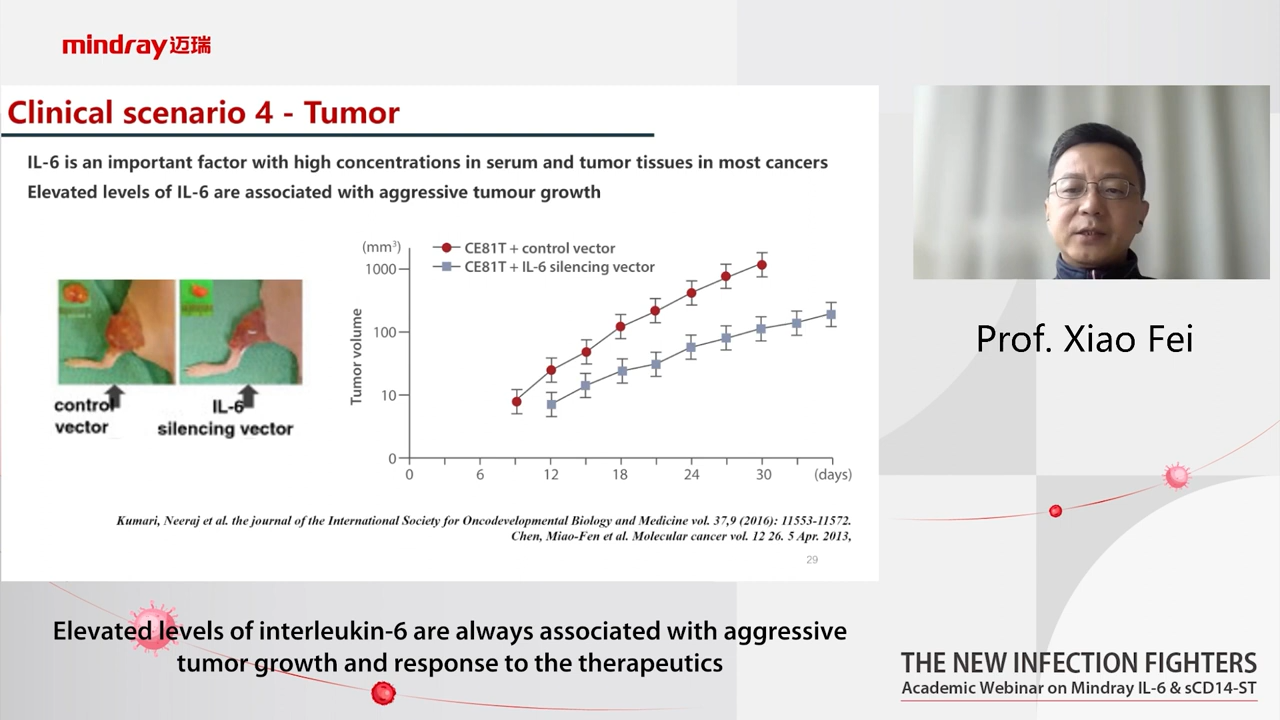 mindray迈瑞
Clinical scenario 4 - Tumor
IL-6 is an important factor with high concentrations in serum and tumor tissues in most cancers
Elevated levels of IL-6 are associated with aggressive tumour growth
(mm³)
CE81T + control vector
CE81T + IL-6 silencing vector
1000
100
10
0
Tumor volume
0 6 12 18 24 30 (days)
control
vector
IL-6
silencing vector
Kumari, Neeraj et al. the journal of the International Society for Oncodevelopmental Biology and Medicine vol. 37,9 (2016): 11553-11572.
Chen, Miao-Fen et al. Molecular cancer vol. 12 26. 5 Apr. 2013,
29
Prof. Xiao Fei
Elevated levels of interleukin-6 are always associated with aggressive
tumor growth and response to the therapeutics
THE NEW INFECTION FIGHTERS
Academic Webinar on Mindray IL-6 & sCD14-ST